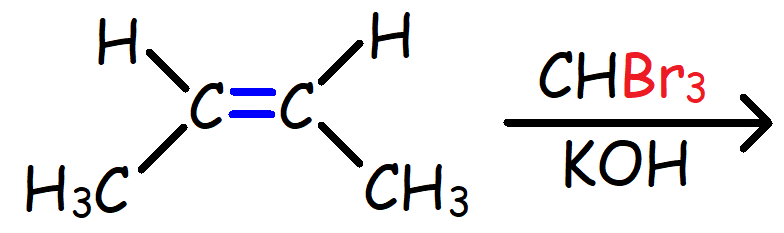 H H
C=C
H3C CH3
CHBr3
KOH